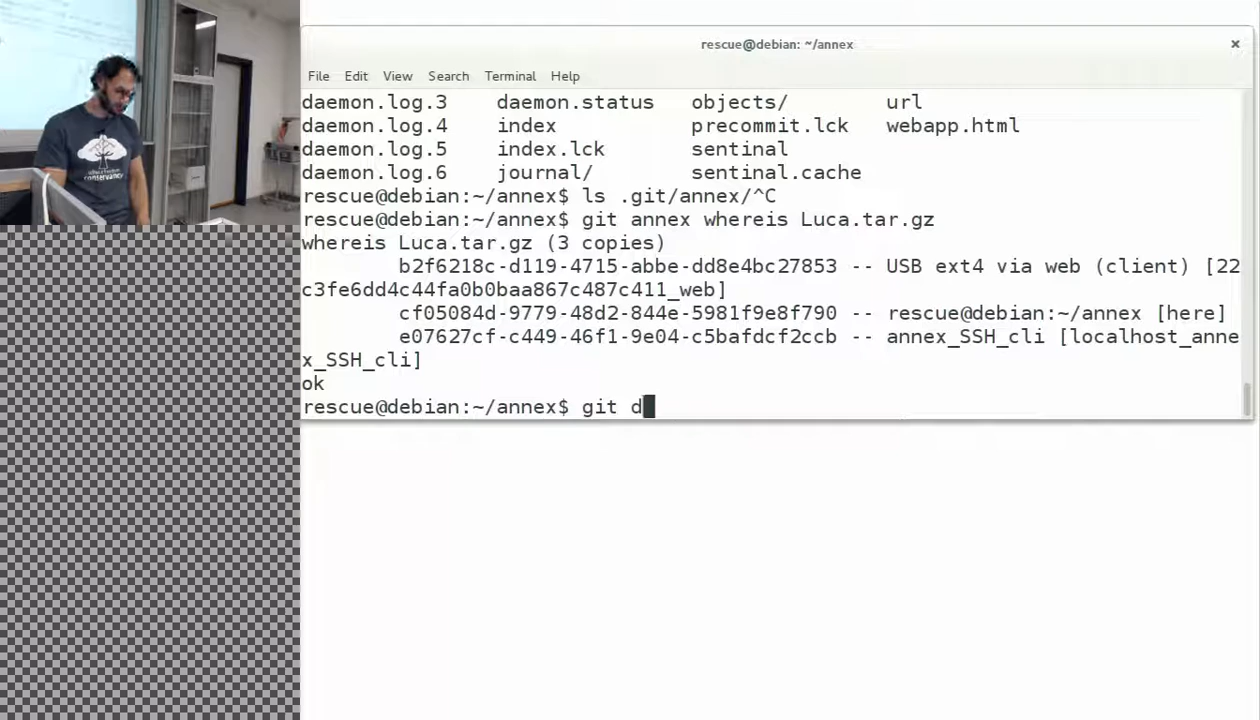 rescue@debian: ~/annex
×
File Edit View Search Terminal Help
daemon.log.3 daemon.status objects/ url
daemon.log.4 index precommit.lck webapp.html
daemon.log.5 index.lck sentinal
daemon.log.6 journal/ sentinal.cache
rescue@debian:~/annex$ ls .git/annex/^C
rescue@debian:~/annex$ git annex whereis Luca.tar.gz
whereis Luca.tar.gz (3 copies)
b2f6218c-d119-4715-abbe-dd8e4bc27853 -- USB ext4 via web (client) [22
c3fe6dd4c44fa0b0baa867c487c411_web]
cf05084d-9779-48d2-844e-5981f9e8f790 -- rescue@debian:~/annex [here]
e07627cf-c449-46f1-9e04-c5bafdcf2ccb -- annex_SSH_cli [localhost_anne
x_SSH_cli]
ok
rescue@debian:~/annex$ git d
conservancy